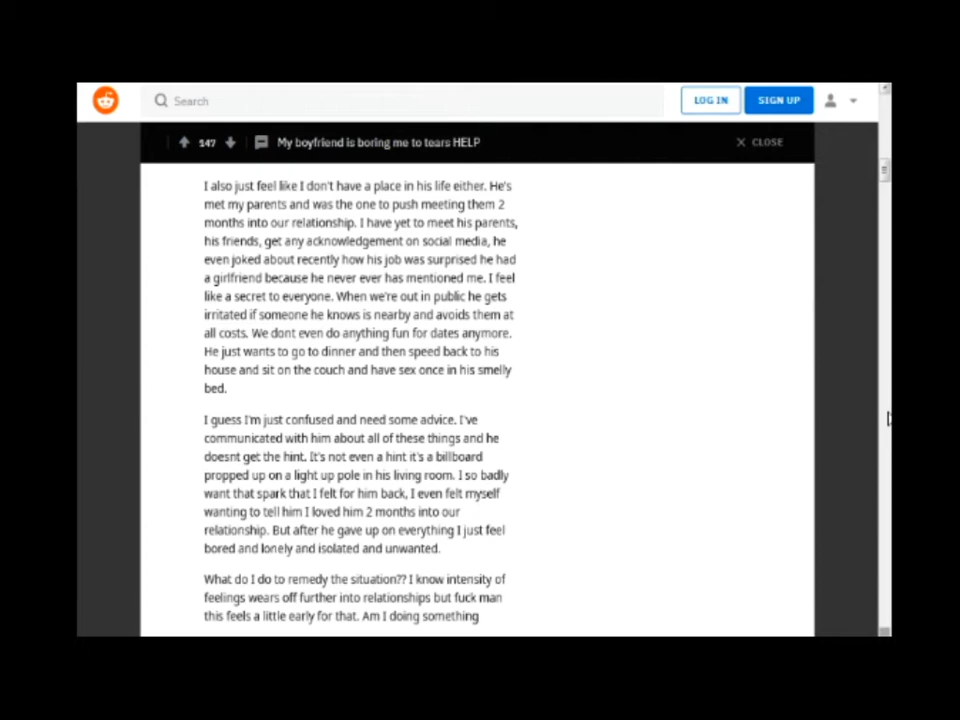 Search
LOG IN
SIGN UP
147
My boyfriend is boring me to tears HELP
CLOSE
I also just feel like I don't have a place in his life either. He's
met my parents and was the one to push meeting them 2
months into our relationship. I have yet to meet his parents,
his friends, get any acknowledgement on social media, he
even joked about recently how his job was surprised he had
a girlfriend because he never ever has mentioned me. I feel
like a secret to everyone. When we're out in public he gets
irritated if someone he knows is nearby and avoids them at
all costs. We dont even do anything fun for dates anymore.
He just wants to go to dinner and then speed back to his
house and sit on the couch and have sex once in his smelly
bed.
I guess I'm just confused and need some advice. I've
communicated with him about all of these things and he
doesnt get the hint. It's not even a hint it's a billboard
propped up on a light up pole in his living room. I so badly
want that spark that I felt for him back, I even felt myself
wanting to tell him I loved him 2 months into our
relationship. But after he gave up on everything I just feel
bored and lonely and isolated and unwanted.
What do I do to remedy the situation?? I know intensity of
feelings wears off further into relationships but fuck man
this feels a little early for that. Am I doing something